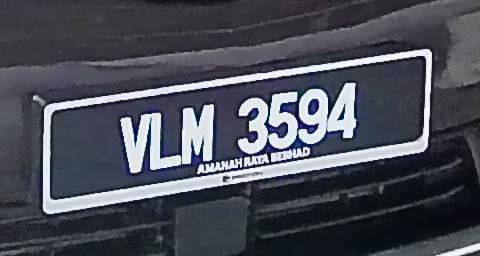 VLM 3594
AMANAH RAYA BERHAD